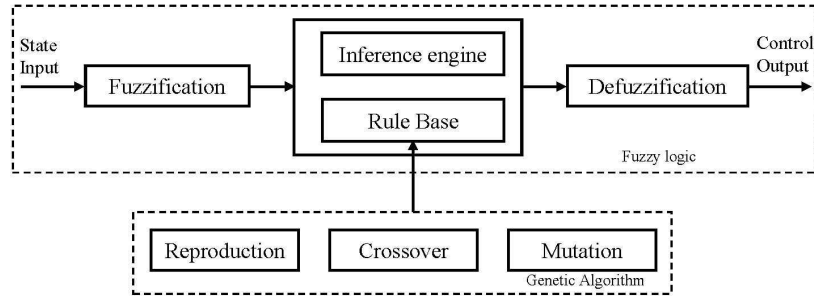 State
Input
Fuzzification
Inference engine
Rule Base
Defuzzification
Control
Output
Fuzzy logic
Reproduction
Crossover
Mutation
Genetic Algorithm